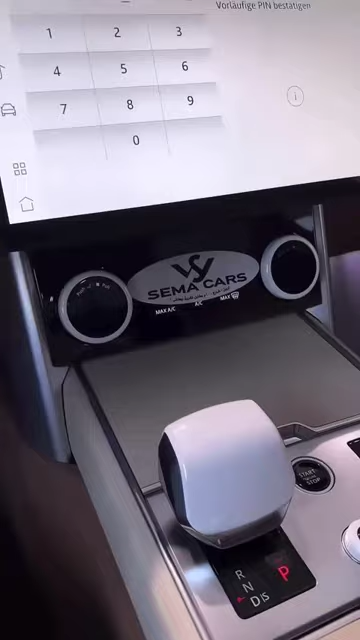 Vorläufige PIN bestätigen
1 2 3
4 5 6
7 8 9
0
SEMA CARS
MAX A/C
A/C
MAX
START
STOP
R
N
D/S
P